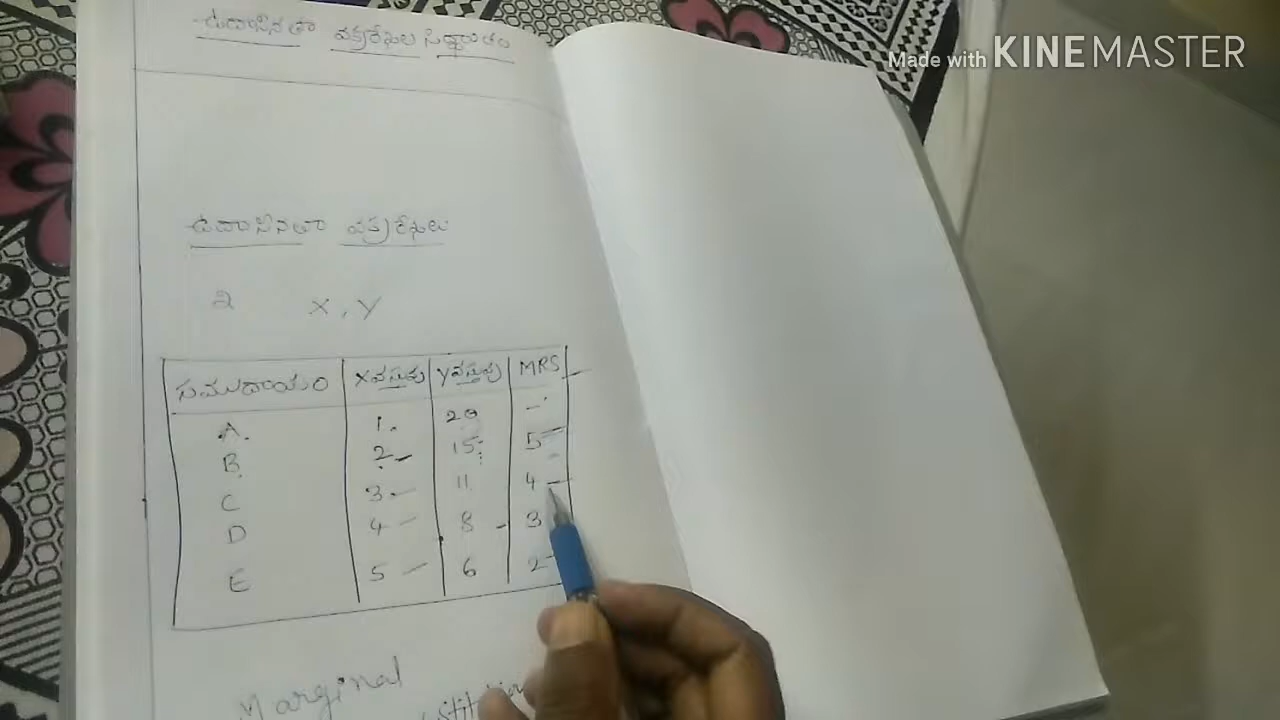 Made with KINEMASTER
ఉదాసీనతా వక్రరేఖల సిద్ధాంతం
ఉదాసీనతా వక్రరేఖలు
2 X, Y
సముదాయం X వస్తువు Y వస్తువు MRS
A. 1. 20 -
B. 2 15 5
C 3 11 4
D 4 8 3
E 5 6 2
Marginal